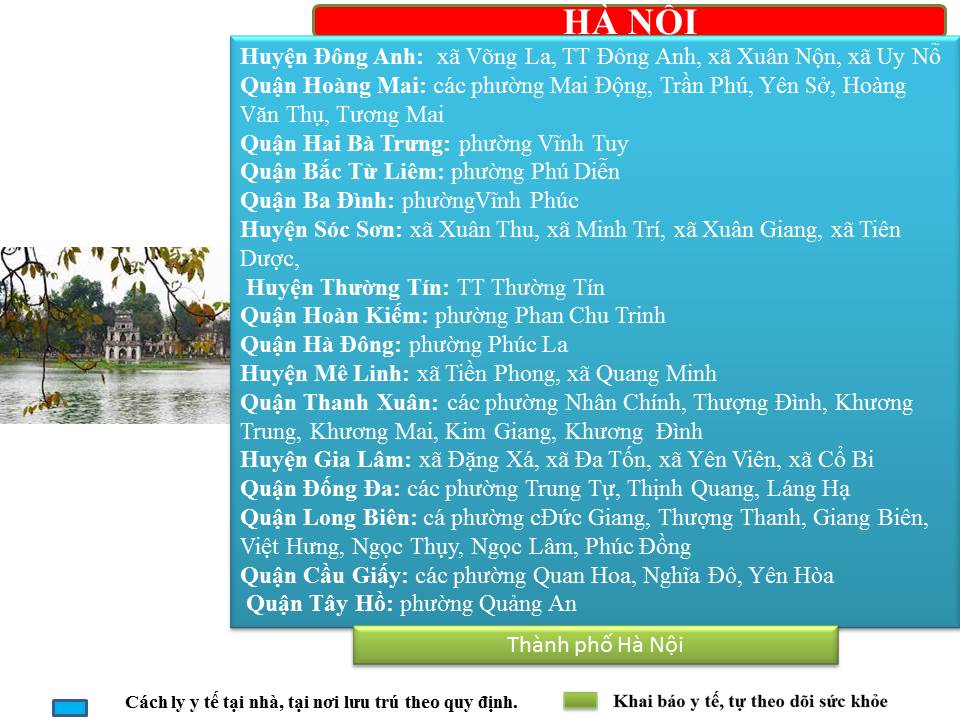 HÀ NÔI
Huyện Đông Anh: xã Võng La, TT Đông Anh, xã Xuân Nộn, xã Uy Nỗ
Quận Hoàng Mai: các phường Mai Động, Trần Phú, Yên Sở, Hoàng
Văn Thụ, Tương Mai
Quận Hai Bà Trưng: phường Vĩnh Tuy
Quận Bắc Từ Liêm: phường Phú Diễn
Quận Ba Đình: phườngVĩnh Phúc
Huyện Sóc Sơn: xã Xuân Thu, xã Minh Trí, xã Xuân Giang, xã Tiên
Dược,
Huyện Thường Tín: TT Thường Tín
Quận Hoàn Kiếm: phường Phan Chu Trinh
Quận Hà Đông: phường Phúc La
Huyện Mê Linh: xã Tiền Phong, xã Quang Minh
Quận Thanh Xuân: các phường Nhân Chính, Thượng Đình, Khương
Trung, Khương Mai, Kim Giang, Khương Đình
Huyện Gia Lâm: xã Đặng Xá, xã Đa Tốn, xã Yên Viên, xã Cổ Bi
Quận Đống Đa: các phường Trung Tự, Thịnh Quang, Láng Hạ
Quận Long Biên: cá phường cĐức Giang, Thượng Thanh, Giang Biên,
Việt Hưng, Ngọc Thụy, Ngọc Lâm, Phúc Đồng
Quận Cầu Giấy: các phường Quan Hoa, Nghĩa Đô, Yên Hòa
Quận Tây Hồ: phường Quảng An
Thành phố Hà Nội
Cách ly y tế tại nhà, tại nơi lưu trú theo quy định.
Khai báo y tế, tự theo dõi sức khỏe